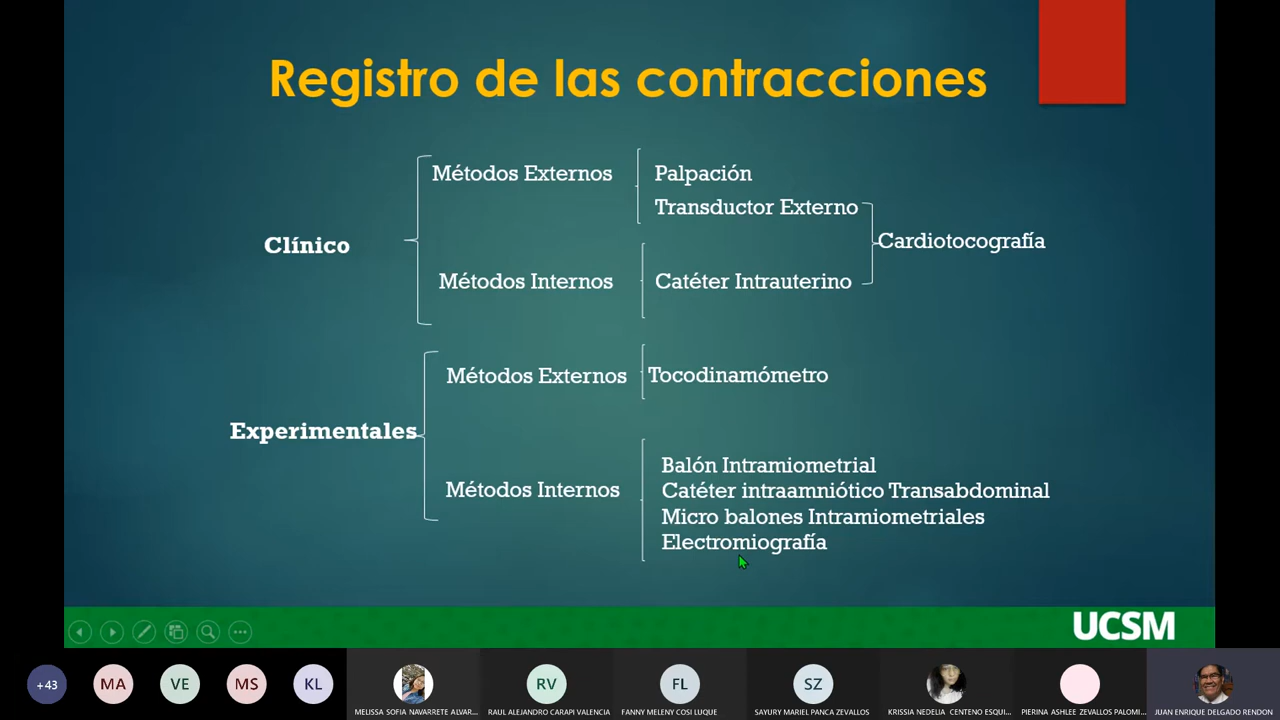 Registro de las contracciones
Métodos Externos
Palpación
Transductor Externo
Cardiotocografía
Clínico
Métodos Internos
Catéter Intrauterino
Métodos Externos
Tocodinamómetro
Experimentales
Métodos Internos
Balón Intramiometrial
Catéter intraamniótico Transabdominal
Micro balones Intramiometriales
Electromiografía
UCSM
+43
MA
VE
MS
KL
RV
FL
SZ
MELISSA SOFIA NAVARRETE ALVAR...
RAUL ALEJANDRO CARAPI VALENCIA
FANNY MELENY COSI LUQUE
SAYURY MARIEL PANCA ZEVALLOS
KRISSIA NEDELIA CENTENO ESQUI...
PIERINA ASHLEE ZEVALLOS PALOMI...
JUAN ENRIQUE DELGADO RENDON